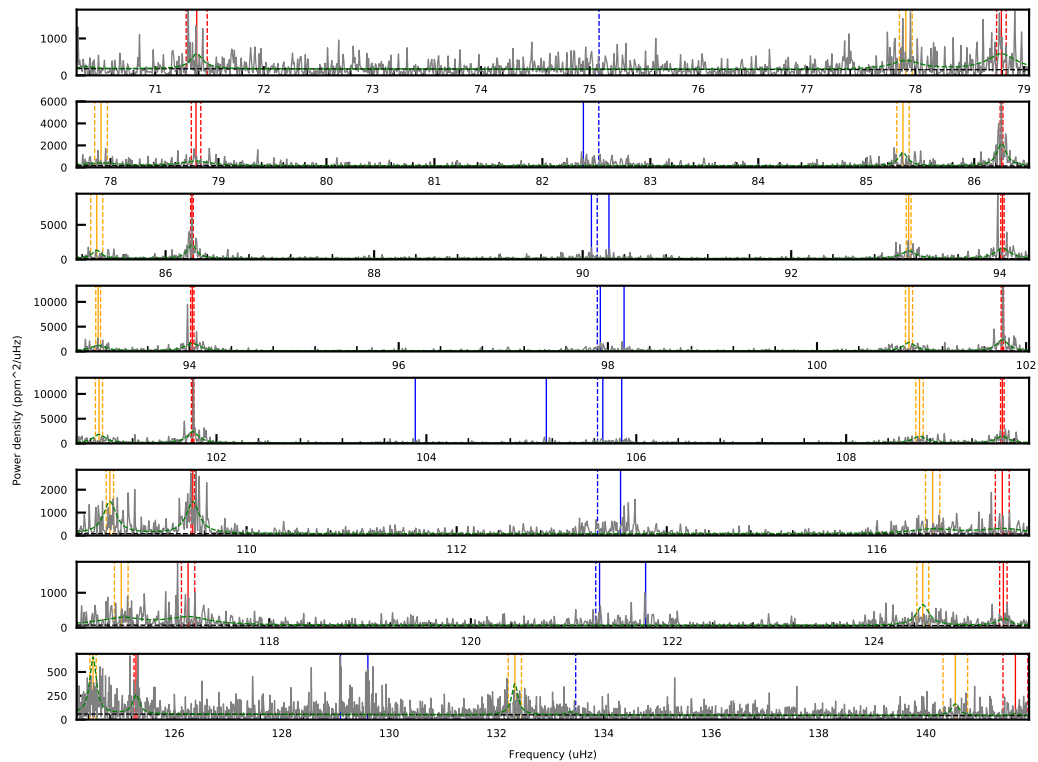 1000
0
71 72 73 74 75 76 77 78 79
6000
4000
2000
0
78 79 80 81 82 83 84 85 86
5000
0
86 88 90 92 94
10000
5000
0
94 96 98 100 102
10000
5000
0
102 104 106 108
Power density (ppm^2/uHz)
2000
1000
0
110 112 114 116
1000
0
118 120 122 124
500
250
0
126 128 130 132 134 136 138 140
Frequency (uHz)